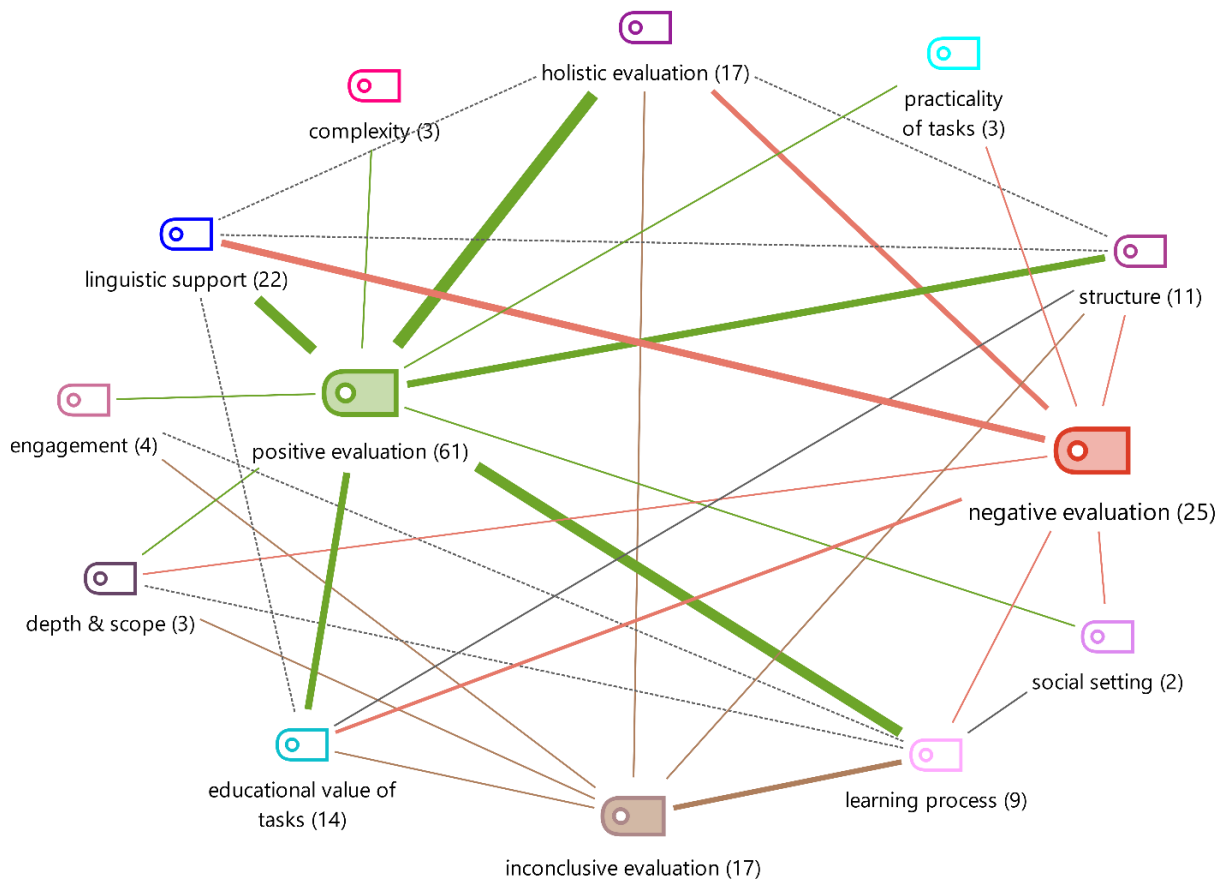 holistic evaluation (17)
practicality
of tasks (3)
complexity (3)
linguistic support (22)
structure (11)
engagement (4)
positive evaluation (61)
negative evaluation (25)
depth & scope (3)
social setting (2)
educational value of
tasks (14)
learning process (9)
inconclusive evaluation (17)